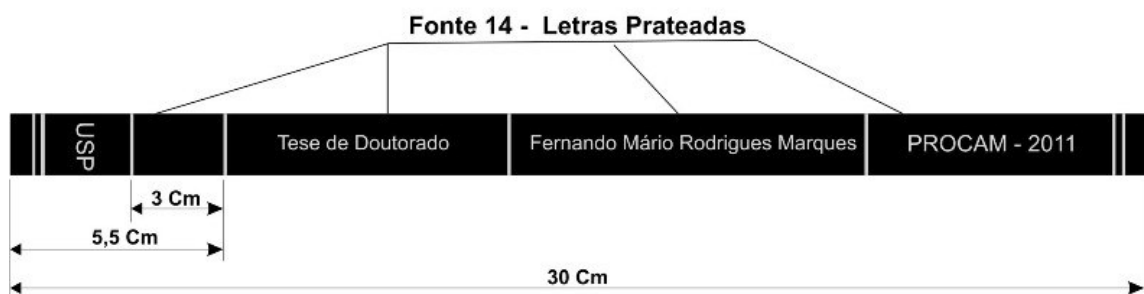 Fonte 14 - Letras Prateadas
USP
Tese de Doutorado
Fernando Mário Rodrigues Marques
PROCAM - 2011
3 Cm
5,5 Cm
30 Cm